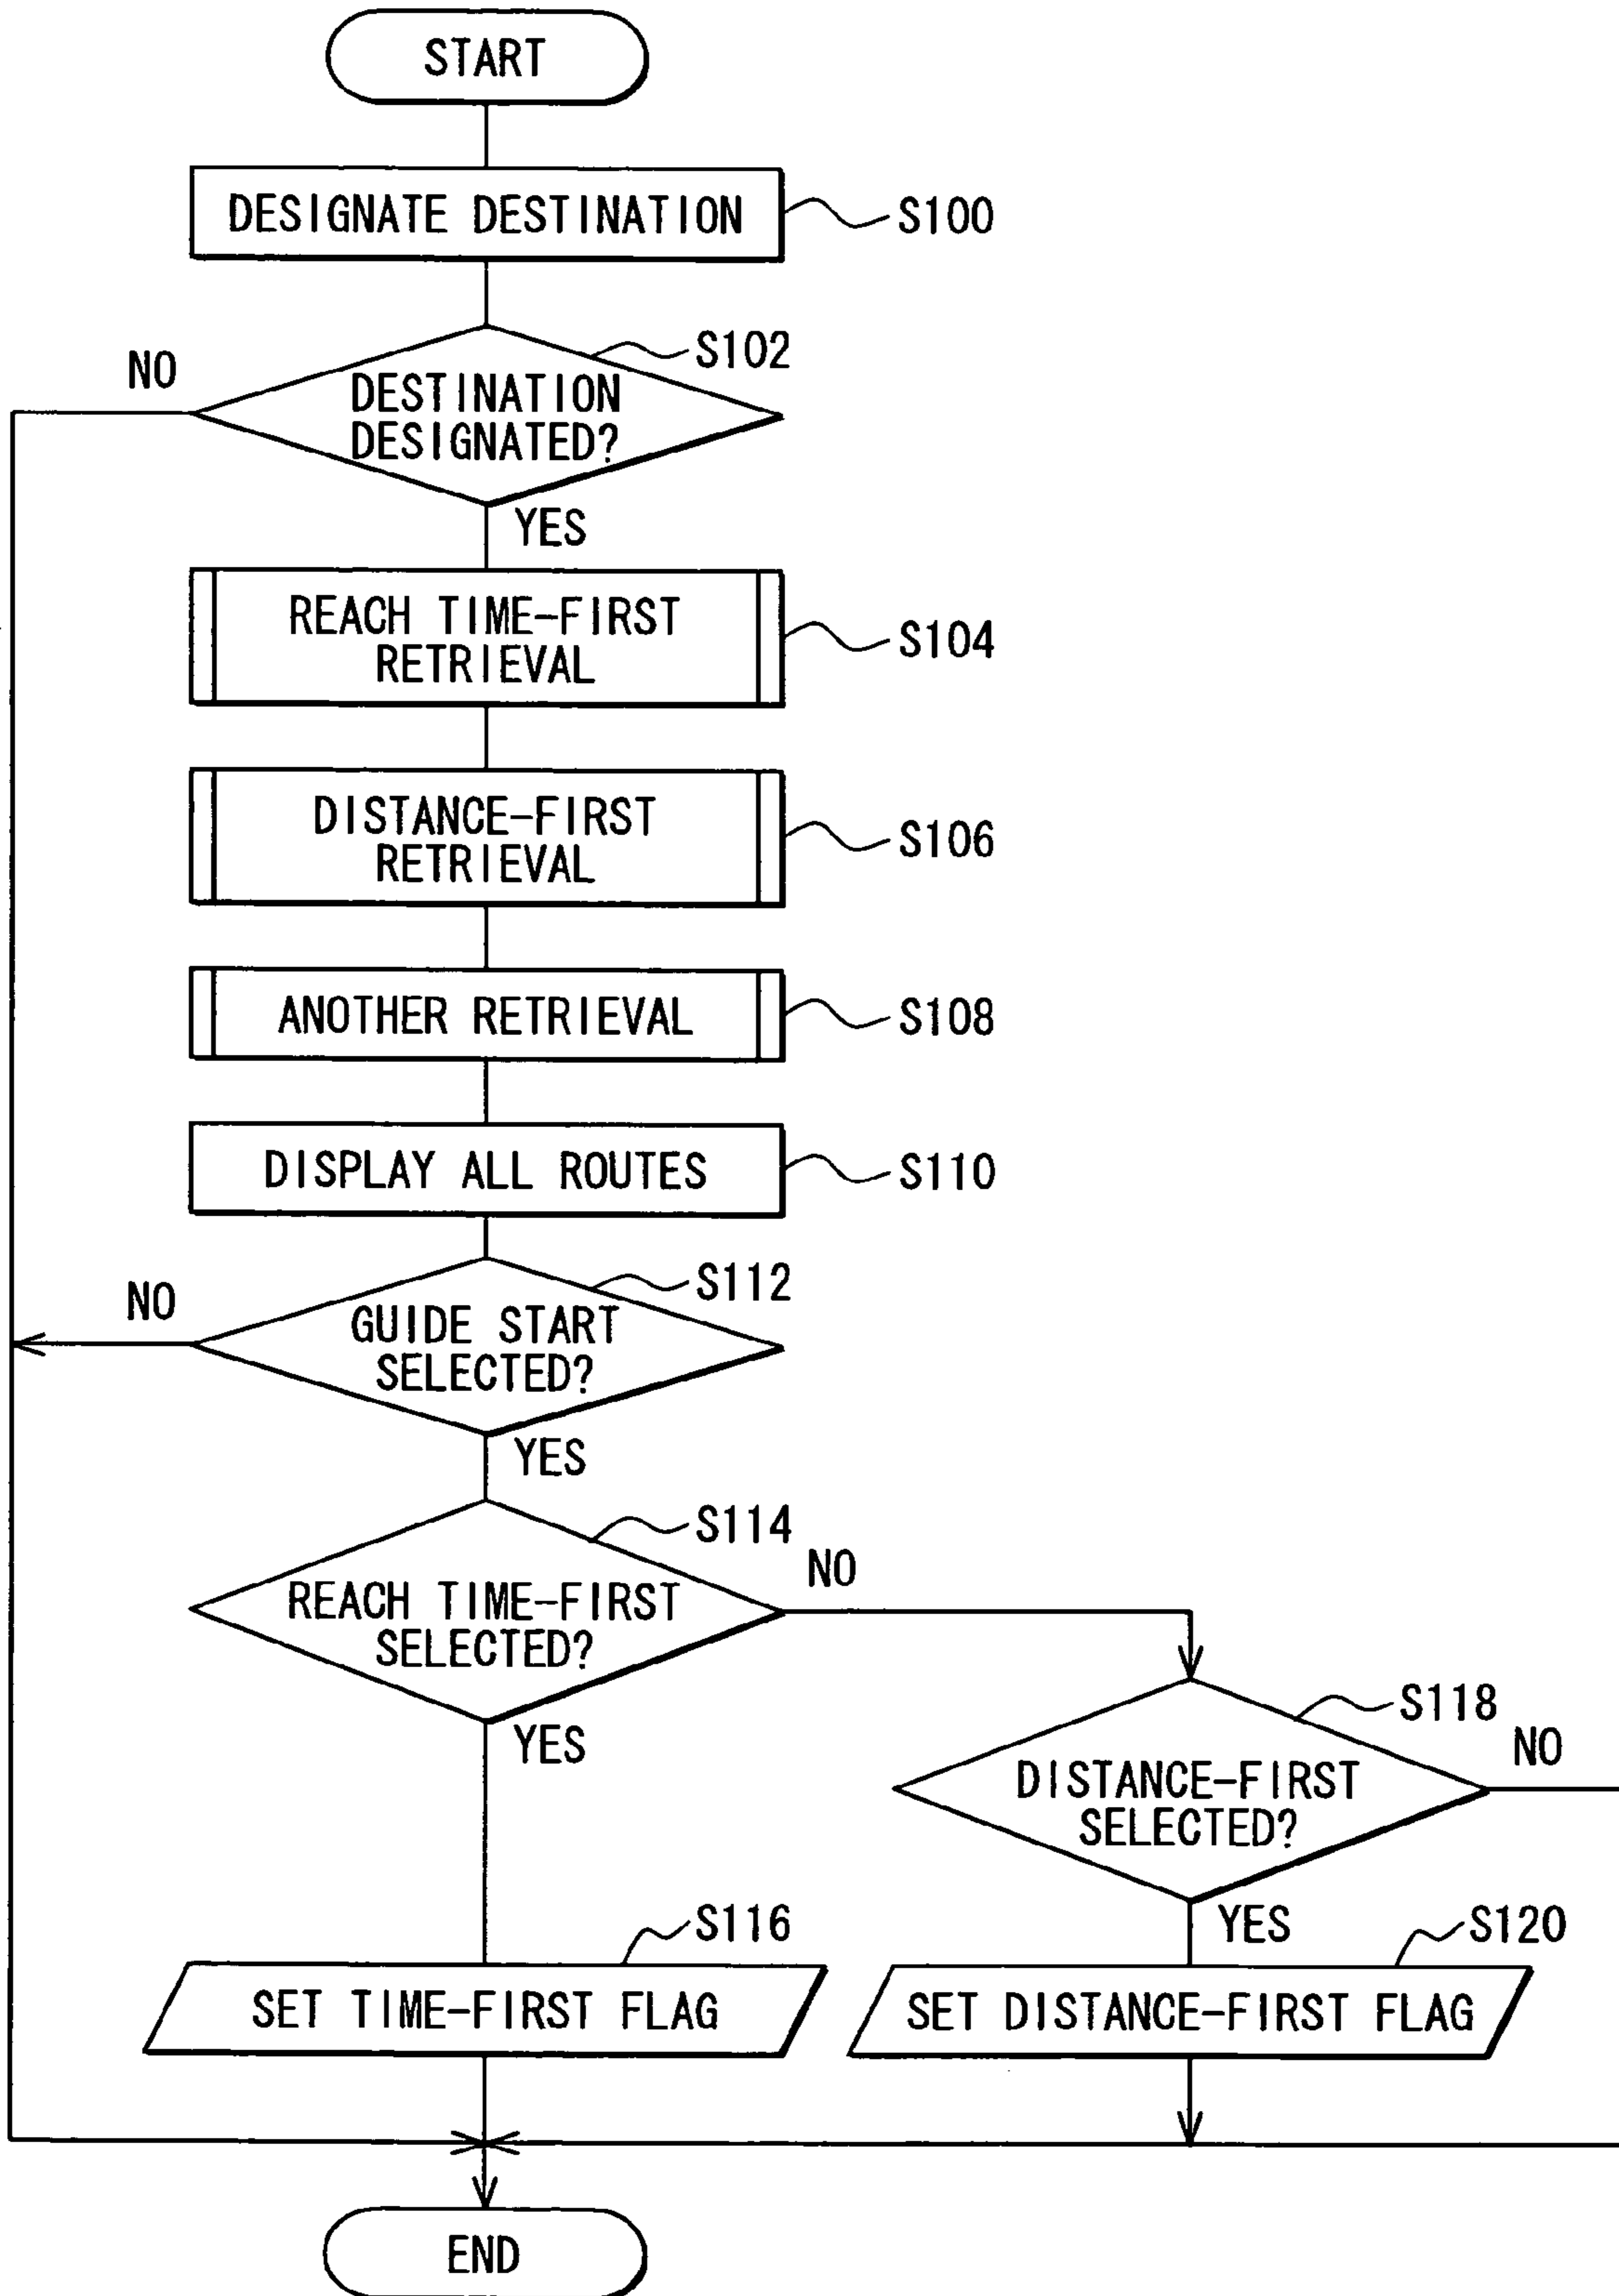 START
DESIGNATE DESTINATION
S100
S102
NO
DESTINATION
DESIGNATED?
YES
REACH TIME-FIRST
RETRIEVAL
S104
DISTANCE-FIRST
RETRIEVAL
S106
ANOTHER RETRIEVAL
S108
DISPLAY ALL ROUTES
S110
S112
NO
GUIDE START
SELECTED?
YES
S114
NO
REACH TIME-FIRST
SELECTED?
YES
S118
NO
DISTANCE-FIRST
SELECTED?
YES
S116
SET TIME-FIRST FLAG
S120
SET DISTANCE-FIRST FLAG
END